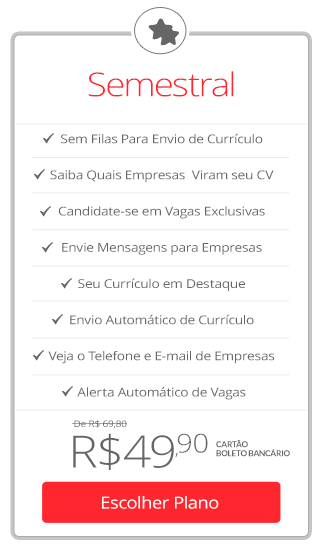 Semestral
Sem Filas Para Envio de Currículo
Saiba Quais Empresas Viram seu CV
Candidate-se em Vagas Exclusivas
Envie Mensagens para Empresas
Seu Currículo em Destaque
Envio Automático de Currículo
Veja o Telefone e E-mail de Empresas
Alerta Automático de Vagas
De R$ 69,80
R$49,90 CARTÃO
BOLETO BANCÁRIO
Escolher Plano